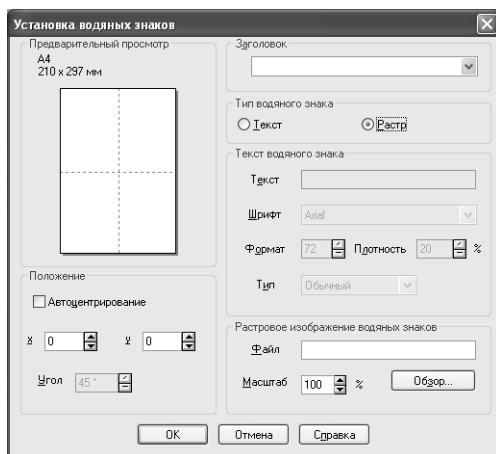 Установка водяных знаков
Предварительный просмотр
A4
210 x 297 мм
Заголовок
Тип водяного знака
Текст
Растр
Текст водяного знака
Текст
Шрифт Arial
Формат 72 Плотность 20 %
Тип Обычный
Положение
Автоцентрирование
x 0 y 0
Угол 45 °
Растровое изображение водяных знаков
Файл
Масштаб 100 % Обзор...
OK Отмена Справка